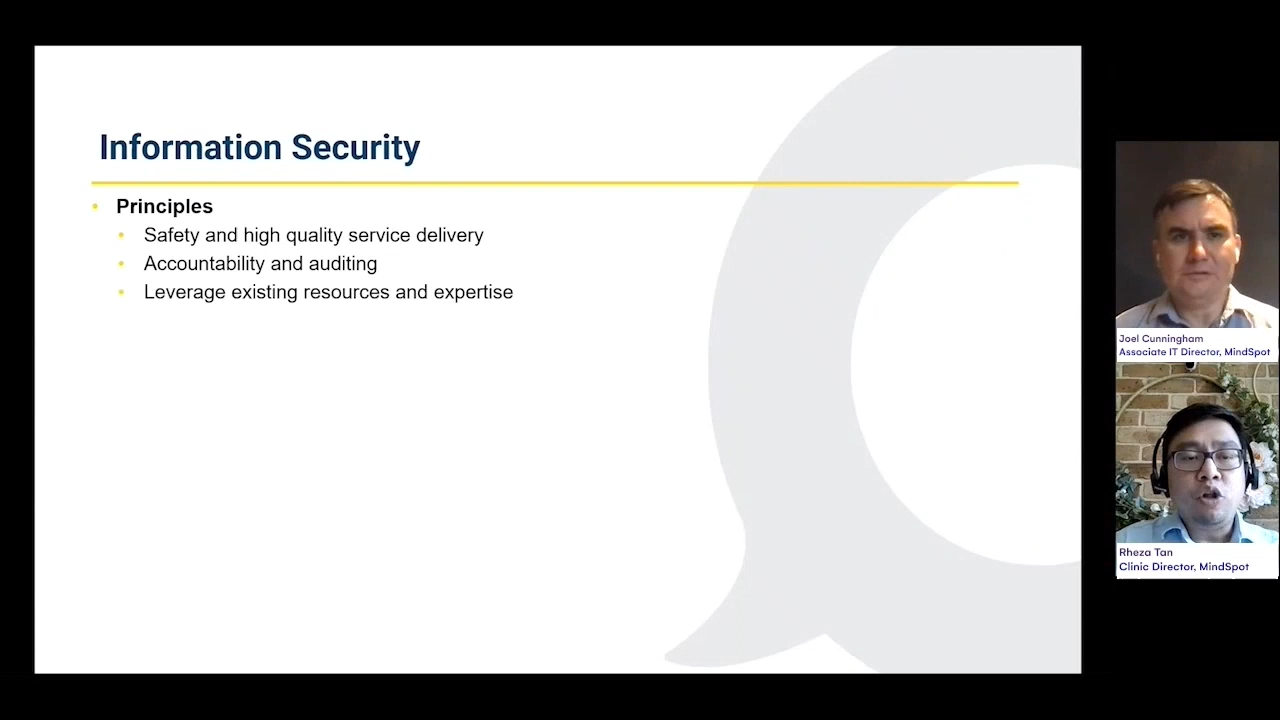 Information Security
Principles
Safety and high quality service delivery
Accountability and auditing
Leverage existing resources and expertise
Joel Cunningham
Associate IT Director, MindSpot
Rheza Tan
Clinic Director, MindSpot